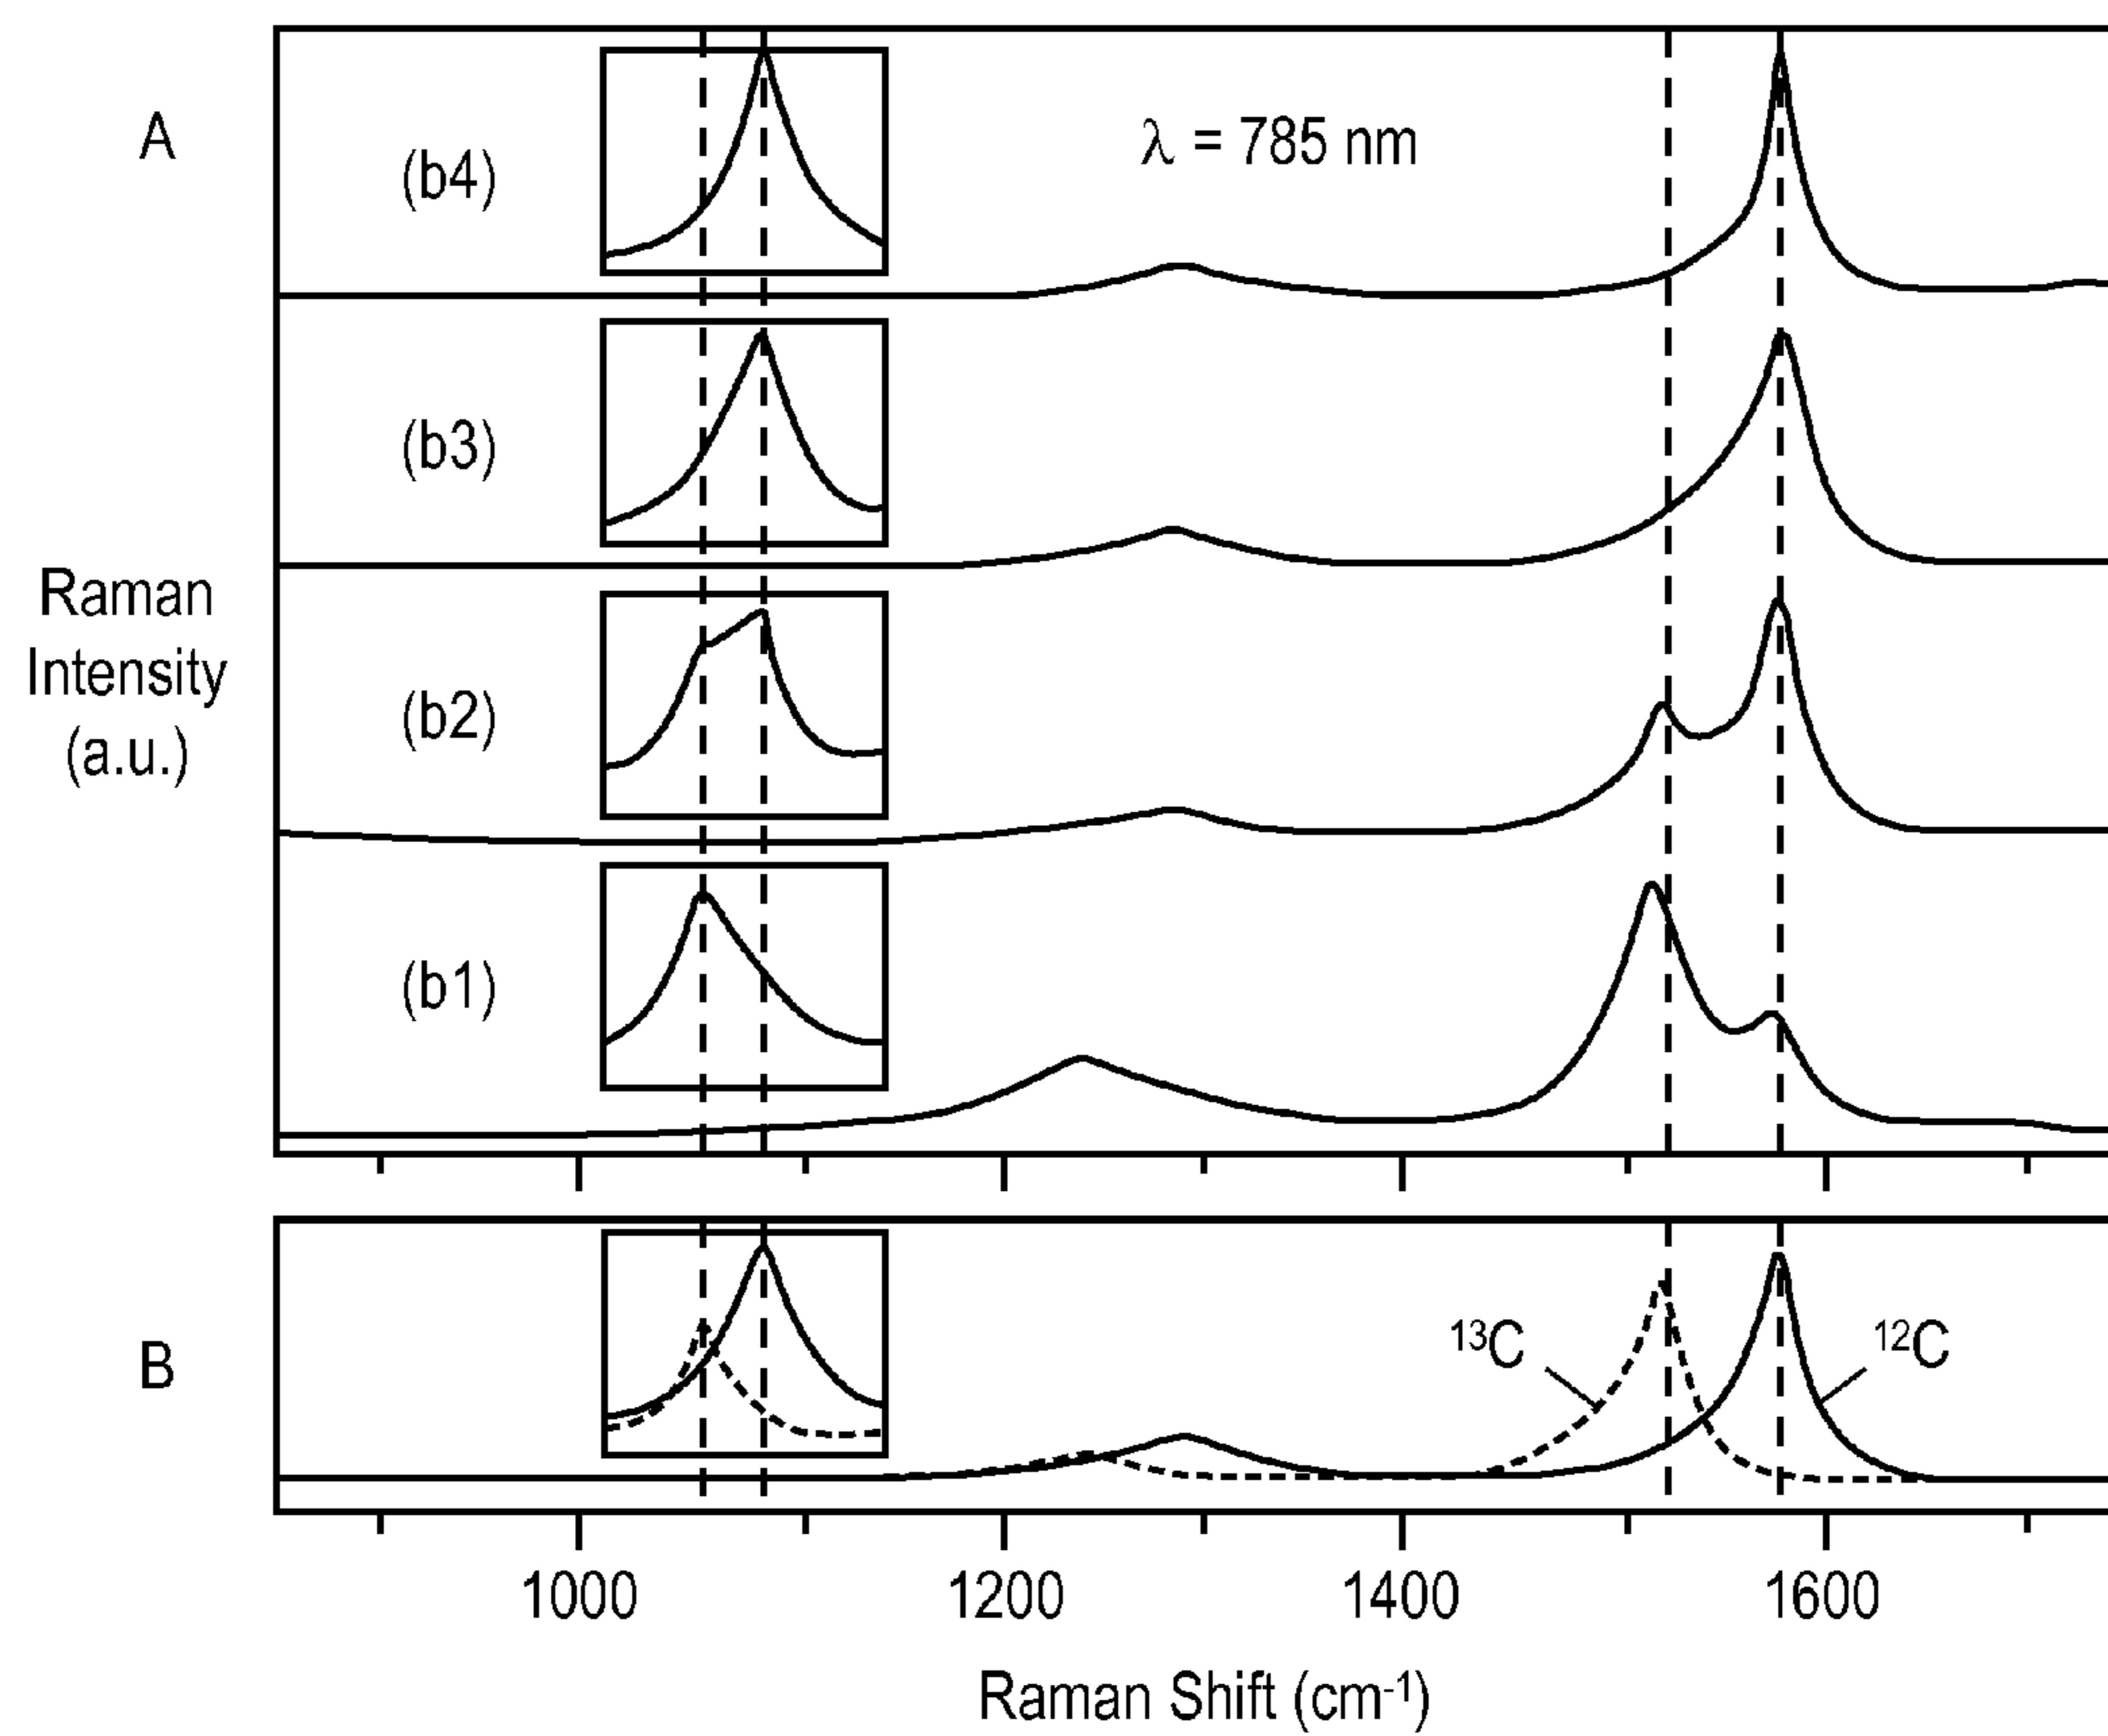 A
(b4)
λ = 785 nm
(b3)
Raman
Intensity
(a.u.)
(b2)
(b1)
B
¹³C
¹²C
1000 1200 1400 1600
Raman Shift (cm⁻¹)